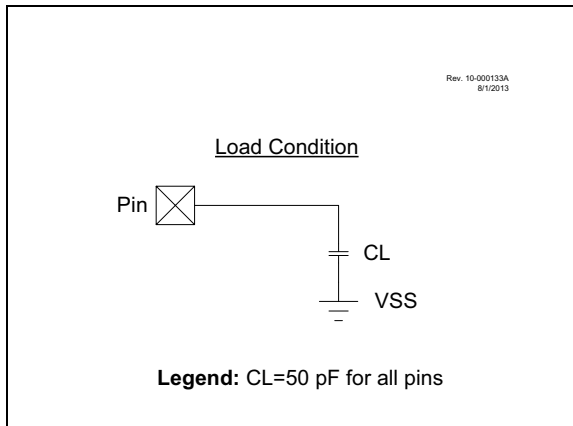 Rev. 10-000133A
8/1/2013
Load Condition
Pin
CL
VSS
Legend: CL=50 pF for all pins